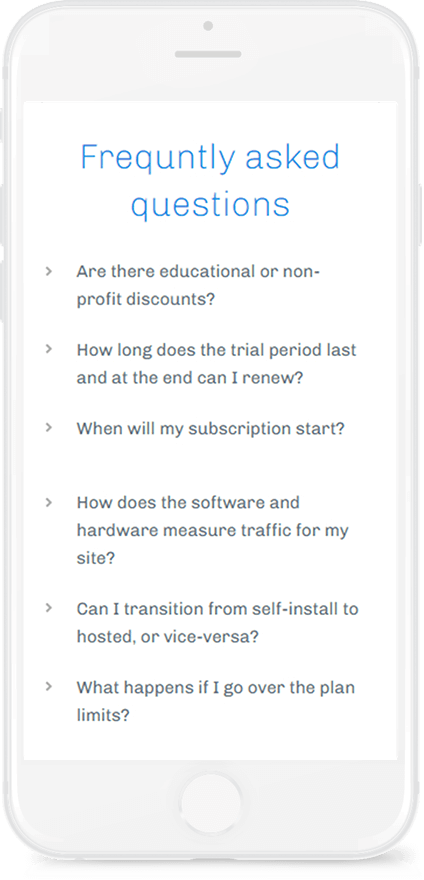 Frequntly asked
questions
Are there educational or non-
profit discounts?
How long does the trial period last
and at the end can I renew?
When will my subscription start?
How does the software and
hardware measure traffic for my
site?
Can I transition from self-install to
hosted, or vice-versa?
What happens if I go over the plan
limits?